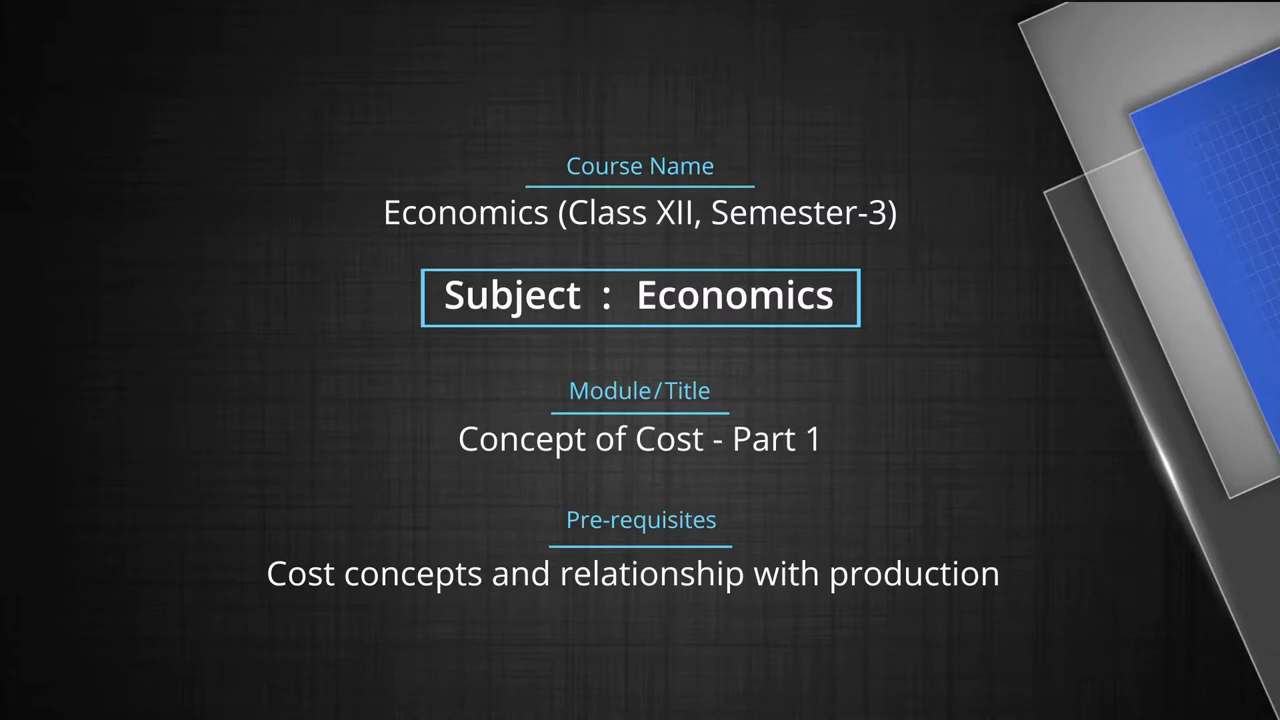 Course Name
Economics (Class XII, Semester-3)
Subject : Economics
Module/Title
Concept of Cost - Part 1
Pre-requisites
Cost concepts and relationship with production